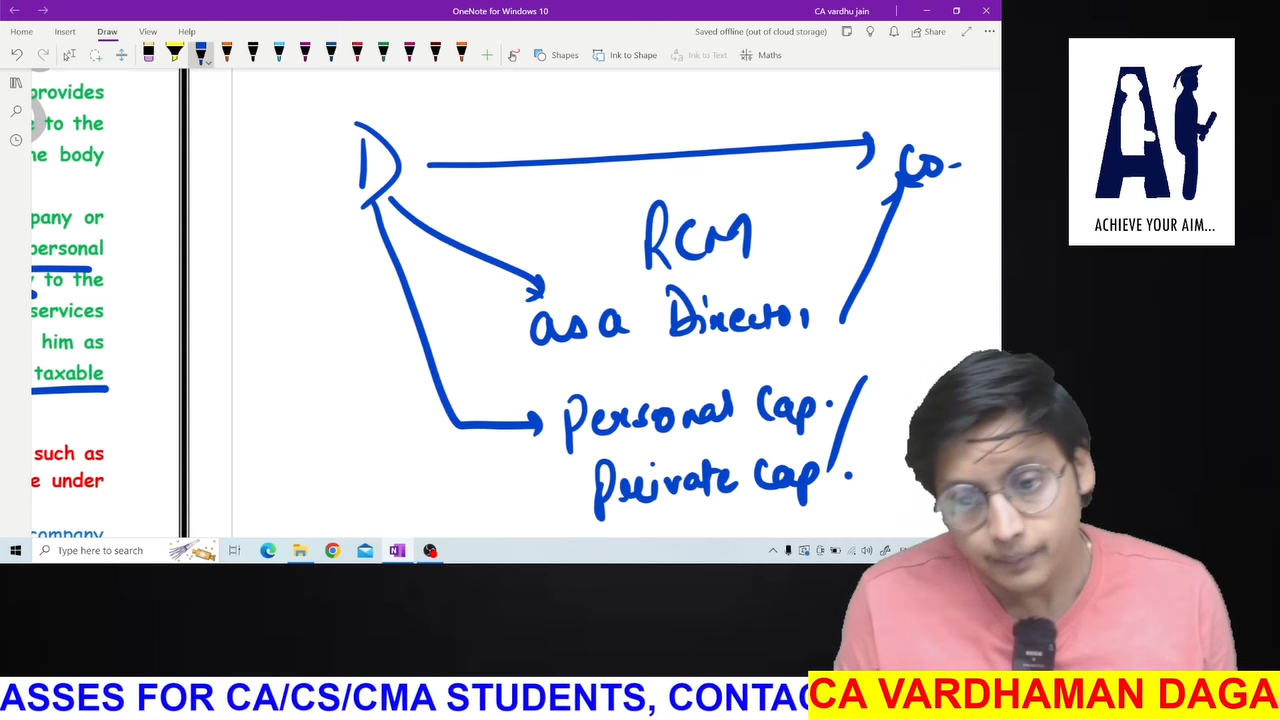 OneNote for Windows 10
CA vardhu jain
Home Insert Draw View Help
Saved offline (out of cloud storage)
Share
Shapes
Ink to Shape
Ink to Text
Maths
provides
to the
body
pany or
personal
to the
services
him as
taxable
such as
e under
company
D
Co.
RCM
as a Director
Personal Cap.
Private Cap.
Type here to search
ACHIEVE YOUR AIM...
ASSES FOR CA/CS/CMA STUDENTS, CONTAC
CA VARDHAMAN DAGA